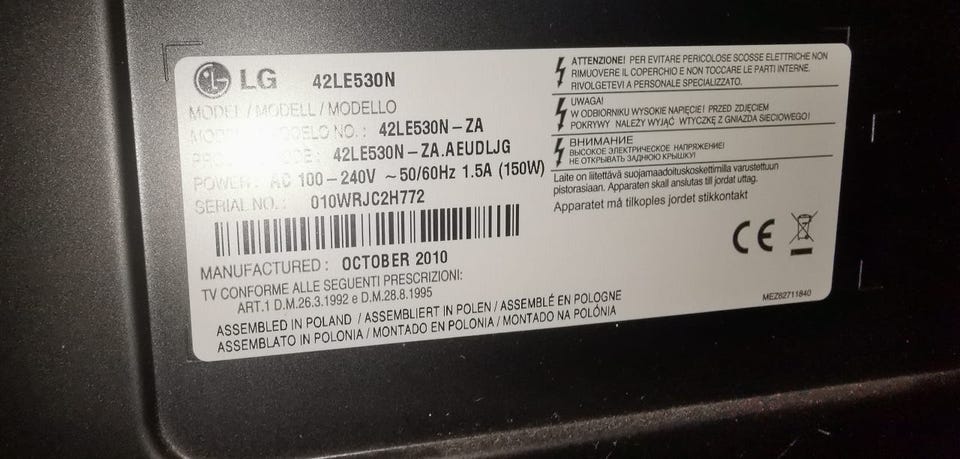 LG 42LE530N
MODEL / MODELL / MODELLO
MODEL / MODELO NO. : 42LE530N-ZA
PRODUCT CODE : 42LE530N-ZA.AEUDLJG
POWER : AC 100-240V ~50/60Hz 1.5A (150W)
SERIAL NO. : 010WRJC2H772
MANUFACTURED : OCTOBER 2010
TV CONFORME ALLE SEGUENTI PRESCRIZIONI:
ART.1 D.M.26.3.1992 e D.M.28.8.1995
ASSEMBLED IN POLAND / ASSEMBLIERT IN POLEN / ASSEMBLÉ EN POLOGNE
ASSEMBLATO IN POLONIA / MONTADO EN POLONIA / MONTADO NA POLÓNIA
ATTENZIONE! PER EVITARE PERICOLOSE SCOSSE ELETTRICHE NON
RIMUOVERE IL COPERCHIO E NON TOCCARE LE PARTI INTERNE.
RIVOLGETEVI A PERSONALE SPECIALIZZATO.
UWAGA!
W ODBIORNIKU WYSOKIE NAPIĘCIE! PRZED ZDJĘCIEM
POKRYWY NALEŻY WYJĄĆ WTYCZKĘ Z GNIAZDA SIECIOWEGO!
ВНИМАНИЕ
ВЫСОКОЕ ЭЛЕКТРИЧЕСКОЕ НАПРЯЖЕНИЕ!
НЕ ОТКРЫВАТЬ ЗАДНЮЮ КРЫШКУ!
Laite on liitettävä suojamaadoituskoskettimilla varustettuun
pistorasiaan. Apparaten skall anslutas till jordat uttag.
Apparatet må tilkoples jordet stikkontakt
CE
MEZ62711840